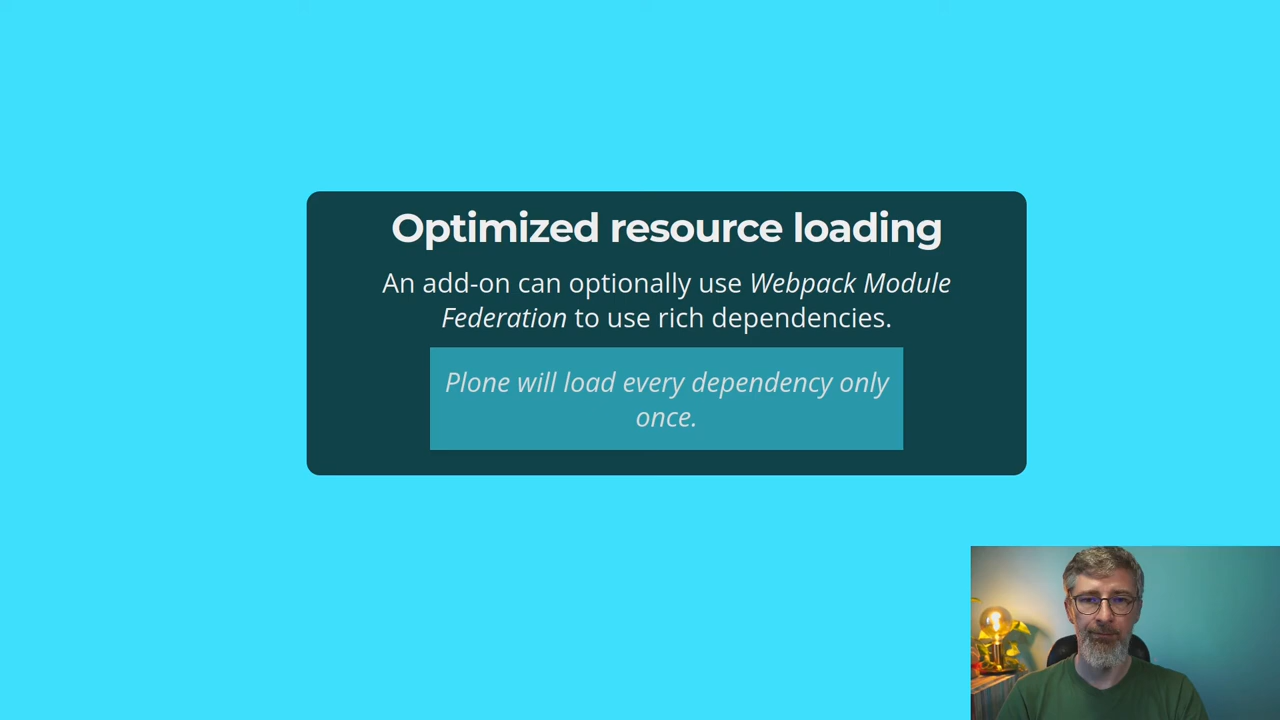 Optimized resource loading
An add-on can optionally use Webpack Module
Federation to use rich dependencies.
Plone will load every dependency only
once.